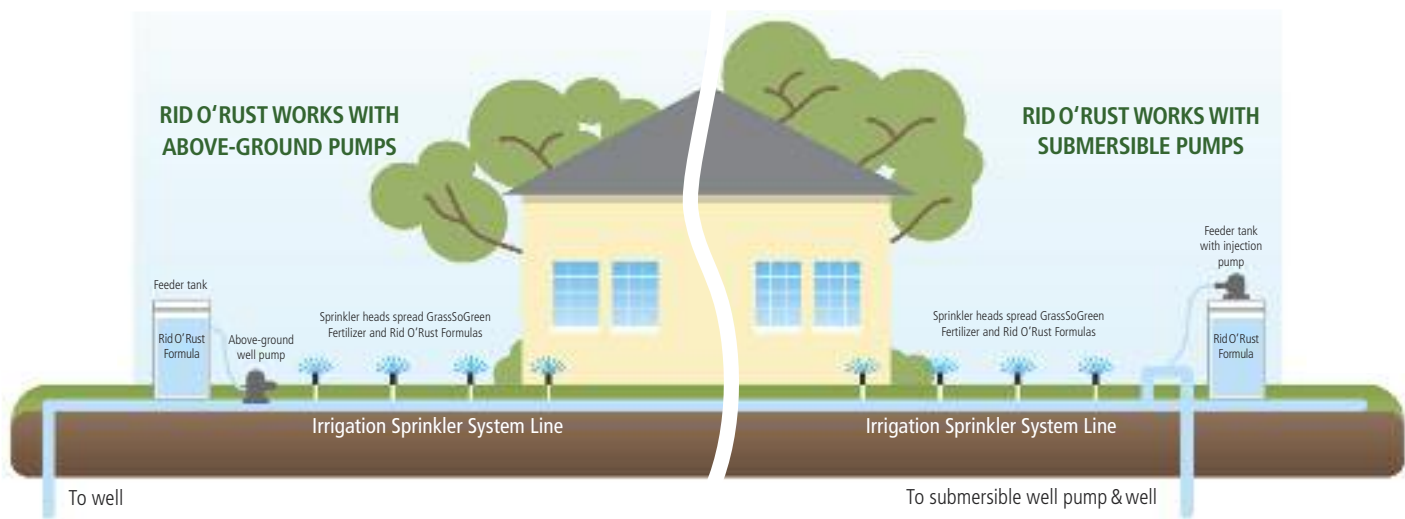 RID O'RUST WORKS WITH
ABOVE-GROUND PUMPS
Feeder tank
Rid O'Rust
Formula
Above-ground
well pump
Sprinkler heads spread GrassSoGreen
Fertilizer and Rid O'Rust Formulas
Irrigation Sprinkler System Line
To well
RID O'RUST WORKS WITH
SUBMERSIBLE PUMPS
Feeder tank
with injection
pump
Sprinkler heads spread GrassSoGreen
Fertilizer and Rid O'Rust Formulas
Rid O'Rust
Formula
Irrigation Sprinkler System Line
To submersible well pump & well